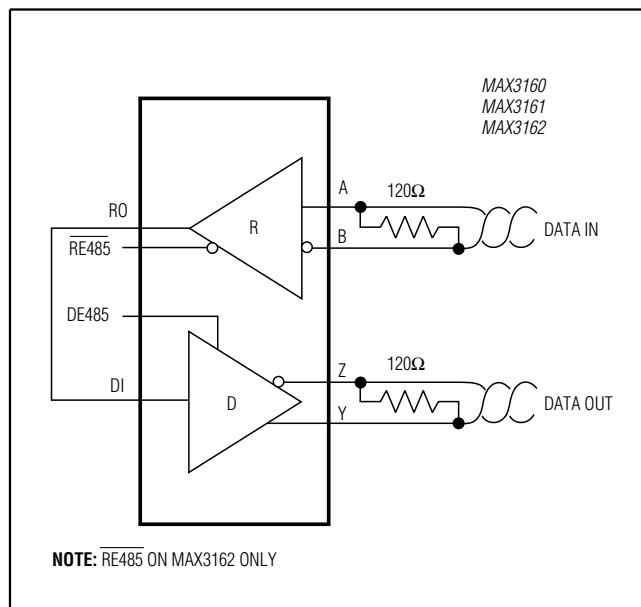 MAX3160
MAX3161
MAX3162
120Ω
A
RO
R
B
DATA IN
RE485
DE485
120Ω
Z
DI
D
Y
DATA OUT
NOTE: RE485 ON MAX3162 ONLY